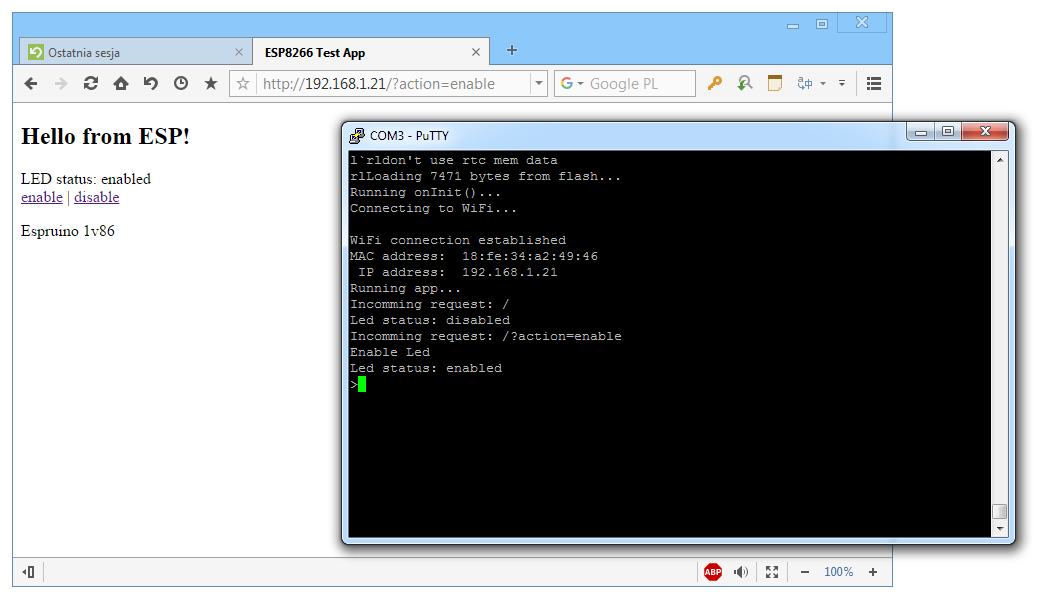 Ostatnia sesja
ESP8266 Test App
http://192.168.1.21/?action=enable
G
Google PL
Hello from ESP!
LED status: enabled
enable | disable
Espruino 1v86
COM3 - PuTTY
l`rldon't use rtc mem data
rlLoading 7471 bytes from flash...
Running onInit()...
Connecting to WiFi...
WiFi connection established
MAC address:  18:fe:34:a2:49:46
IP address:  192.168.1.21
Running app...
Incomming request: /
Led status: disabled
Incomming request: /?action=enable
Enable Led
Led status: enabled
>
ABP
100%